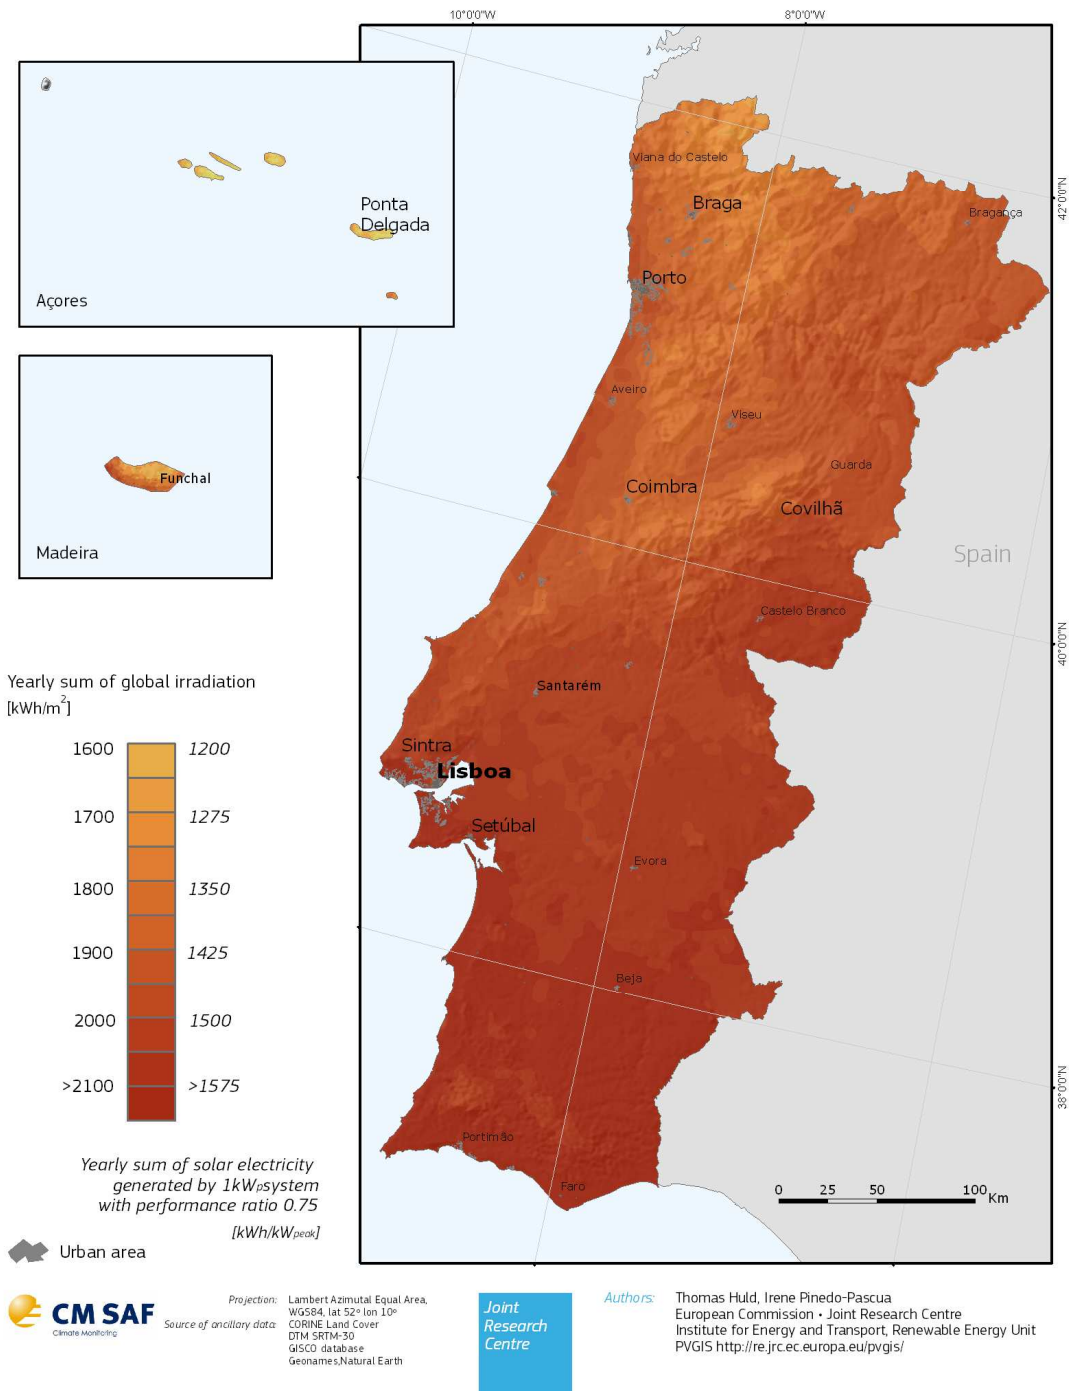 10°0'0"W
8°0'0"W
Ponta
Delgada
Açores
Funchal
Madeira
Viana do Castelo
Braga
Bragança
42°0'0"N
Porto
Aveiro
Viseu
Guarda
Coimbra
Covilhã
Spain
Castelo Branco
40°0'0"N
Santarém
Sintra
Lisboa
Setúbal
Evora
Beja
38°0'0"N
Portimão
Faro
Yearly sum of global irradiation
[kWh/m²]
1600 1200
1700 1275
1800 1350
1900 1425
2000 1500
>2100 >1575
Yearly sum of solar electricity
generated by 1kWpsystem
with performance ratio 0.75
[kWh/kWpeak]
Urban area
0 25 50 100 Km
CM SAF
Climate Monitoring
Projection: Lambert Azimutal Equal Area,
WGS84, lat 52º lon 10º
Source of ancillary data: CORINE Land Cover
DTM SRTM-30
GISCO database
Geonames,Natural Earth
Joint
Research
Centre
Authors: Thomas Huld, Irene Pinedo-Pascua
European Commission • Joint Research Centre
Institute for Energy and Transport, Renewable Energy Unit
PVGIS http://re.jrc.ec.europa.eu/pvgis/